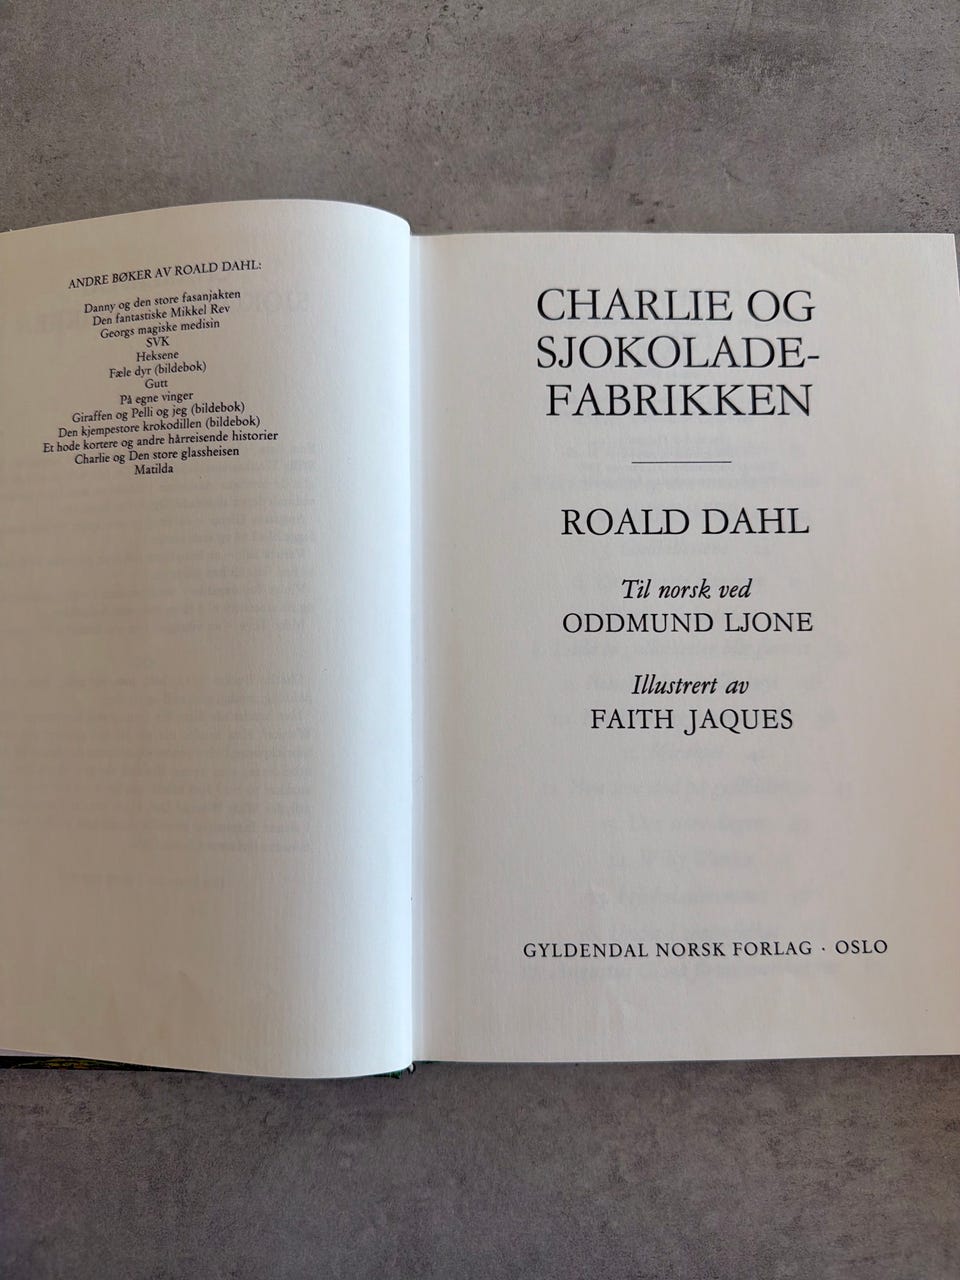 ANDRE BØKER AV ROALD DAHL:
Danny og den store fasanjakten
Den fantastiske Mikkel Rev
Georgs magiske medisin
SVK
Heksene
Fæle dyr (bildebok)
Gutt
På egne vinger
Giraffen og Pelli og jeg (bildebok)
Den kjempestore krokodillen (bildebok)
Et hode kortere og andre hårreisende historier
Charlie og Den store glassheisen
Matilda
CHARLIE OG
SJOKOLADE-
FABRIKKEN
ROALD DAHL
Til norsk ved
ODDMUND LJONE
Illustrert av
FAITH JAQUES
GYLDENDAL NORSK FORLAG · OSLO